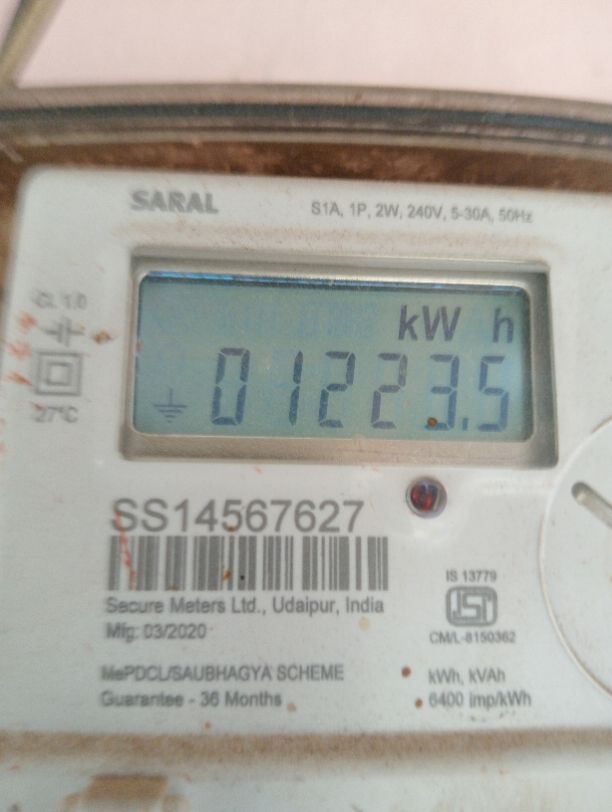 SARAL
S1A, 1P, 2W, 240V, 5-30A, 50Hz
CL 1.0
kW h
01223.5
27°C
SS14567627
Secure Meters Ltd., Udaipur, India
Mfg. 03/2020
IS 13779
ISI
CM/L-8150362
MePDCL/SAUBHAGYA SCHEME
Guarantee - 36 Months
kWh, kVAh
6400 imp/kWh